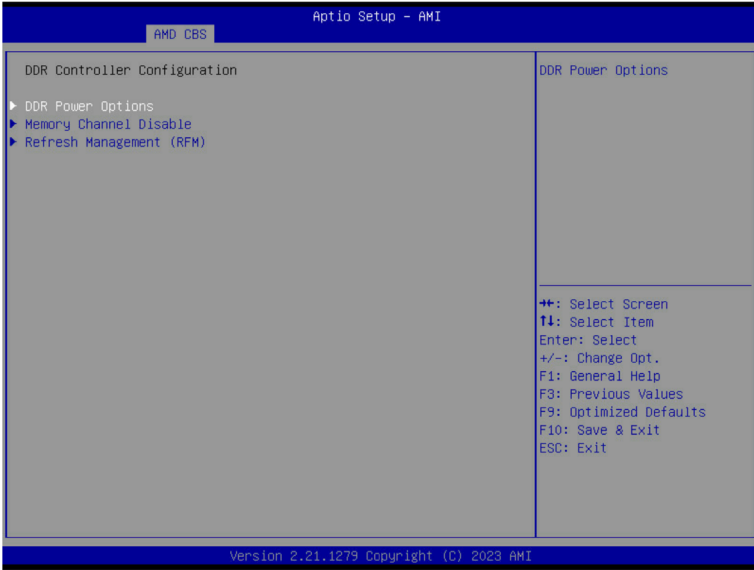 Aptio Setup – AMI
AMD CBS
DDR Controller Configuration
DDR Power Options
Memory Channel Disable
Refresh Management (RFM)
DDR Power Options
→←: Select Screen
↑↓: Select Item
Enter: Select
+/-: Change Opt.
F1: General Help
F3: Previous Values
F9: Optimized Defaults
F10: Save & Exit
ESC: Exit
Version 2.21.1279 Copyright (C) 2023 AMI